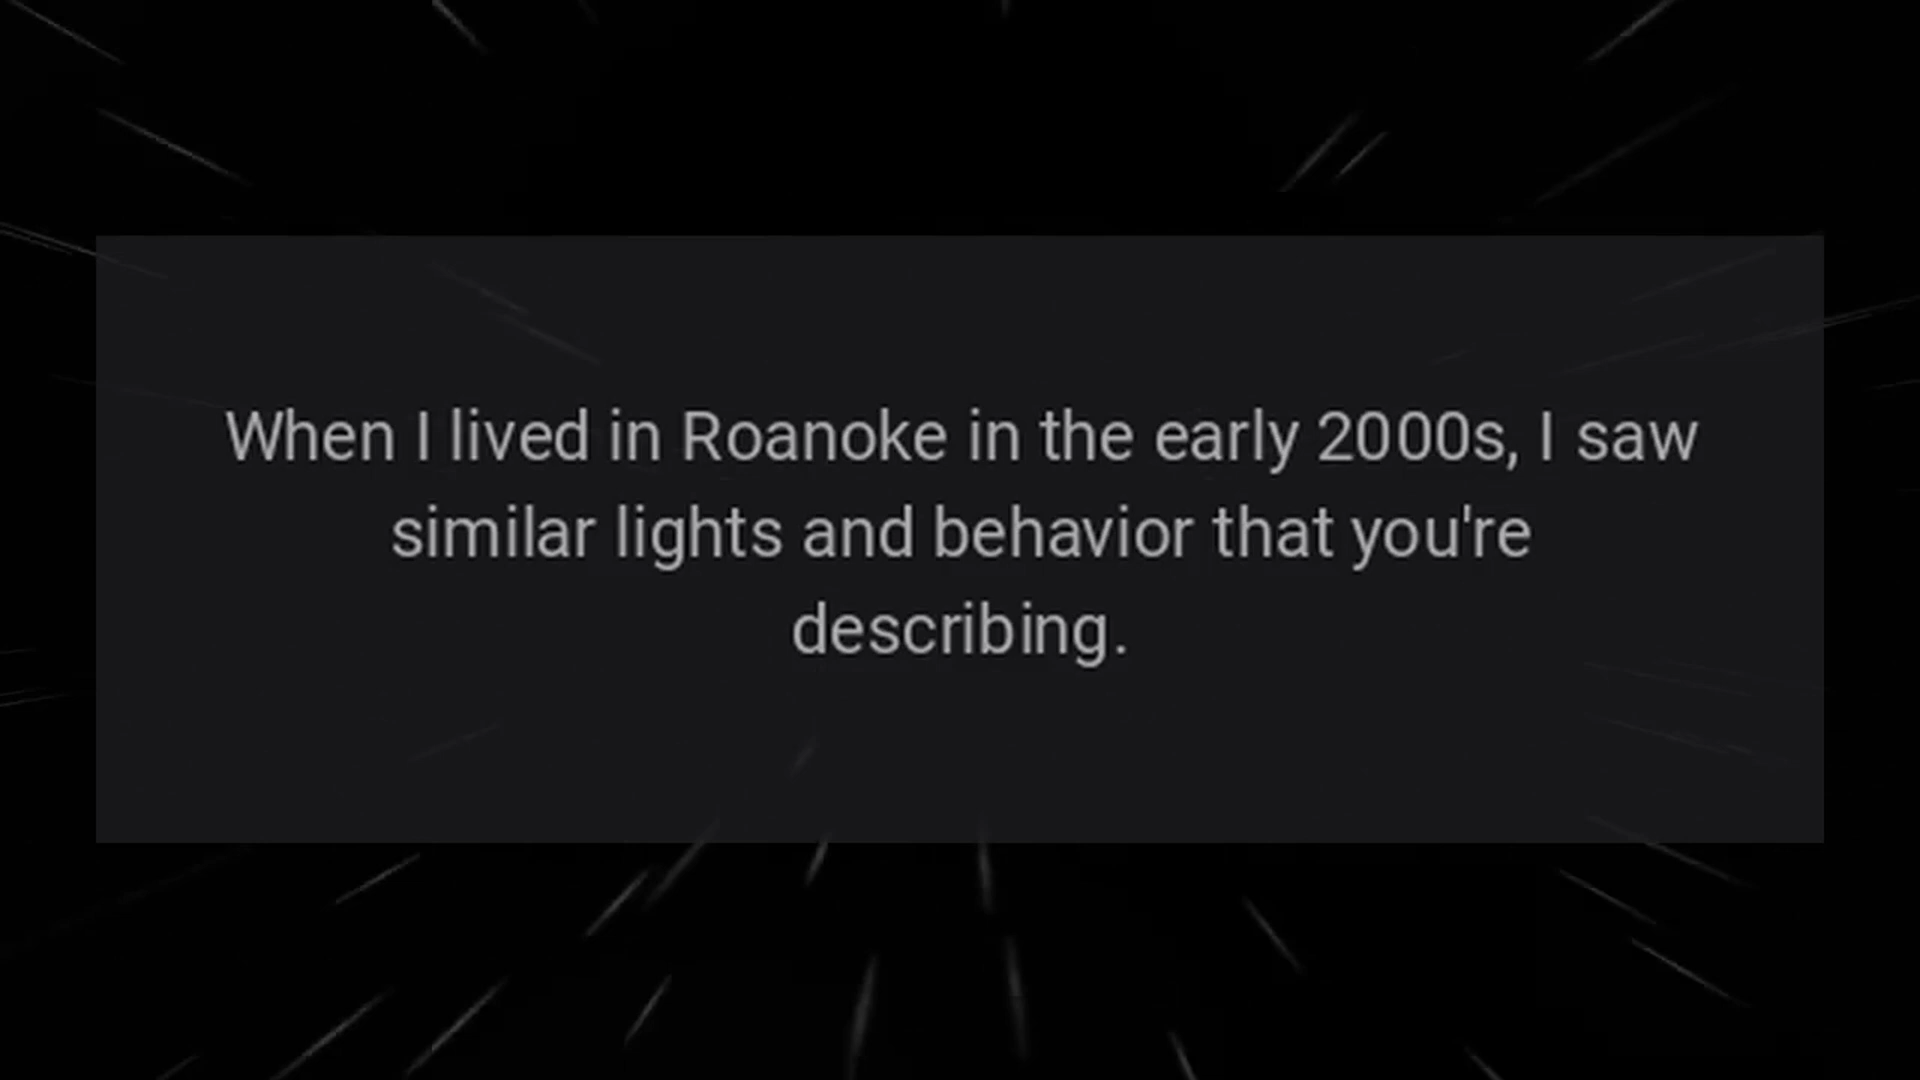 When I lived in Roanoke in the early 2000s, I saw
similar lights and behavior that you're
describing.